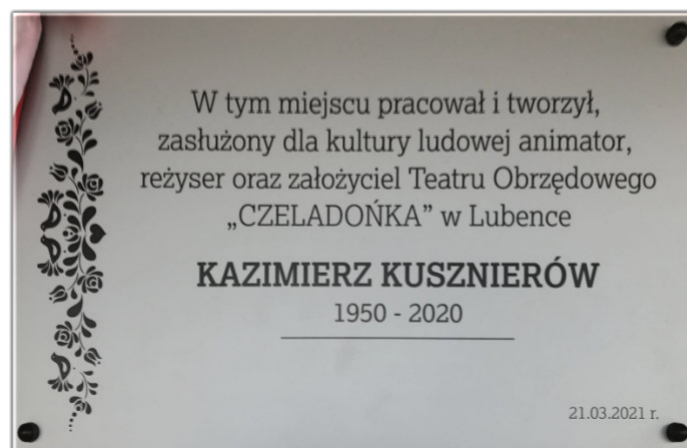 W tym miejscu pracował i tworzył,
zasłużony dla kultury ludowej animator,
reżyser oraz założyciel Teatru Obrzędowego
„CZELADOŃKA” w Lubence
KAZIMIERZ KUSZNIERÓW
1950 - 2020
21.03.2021 r.